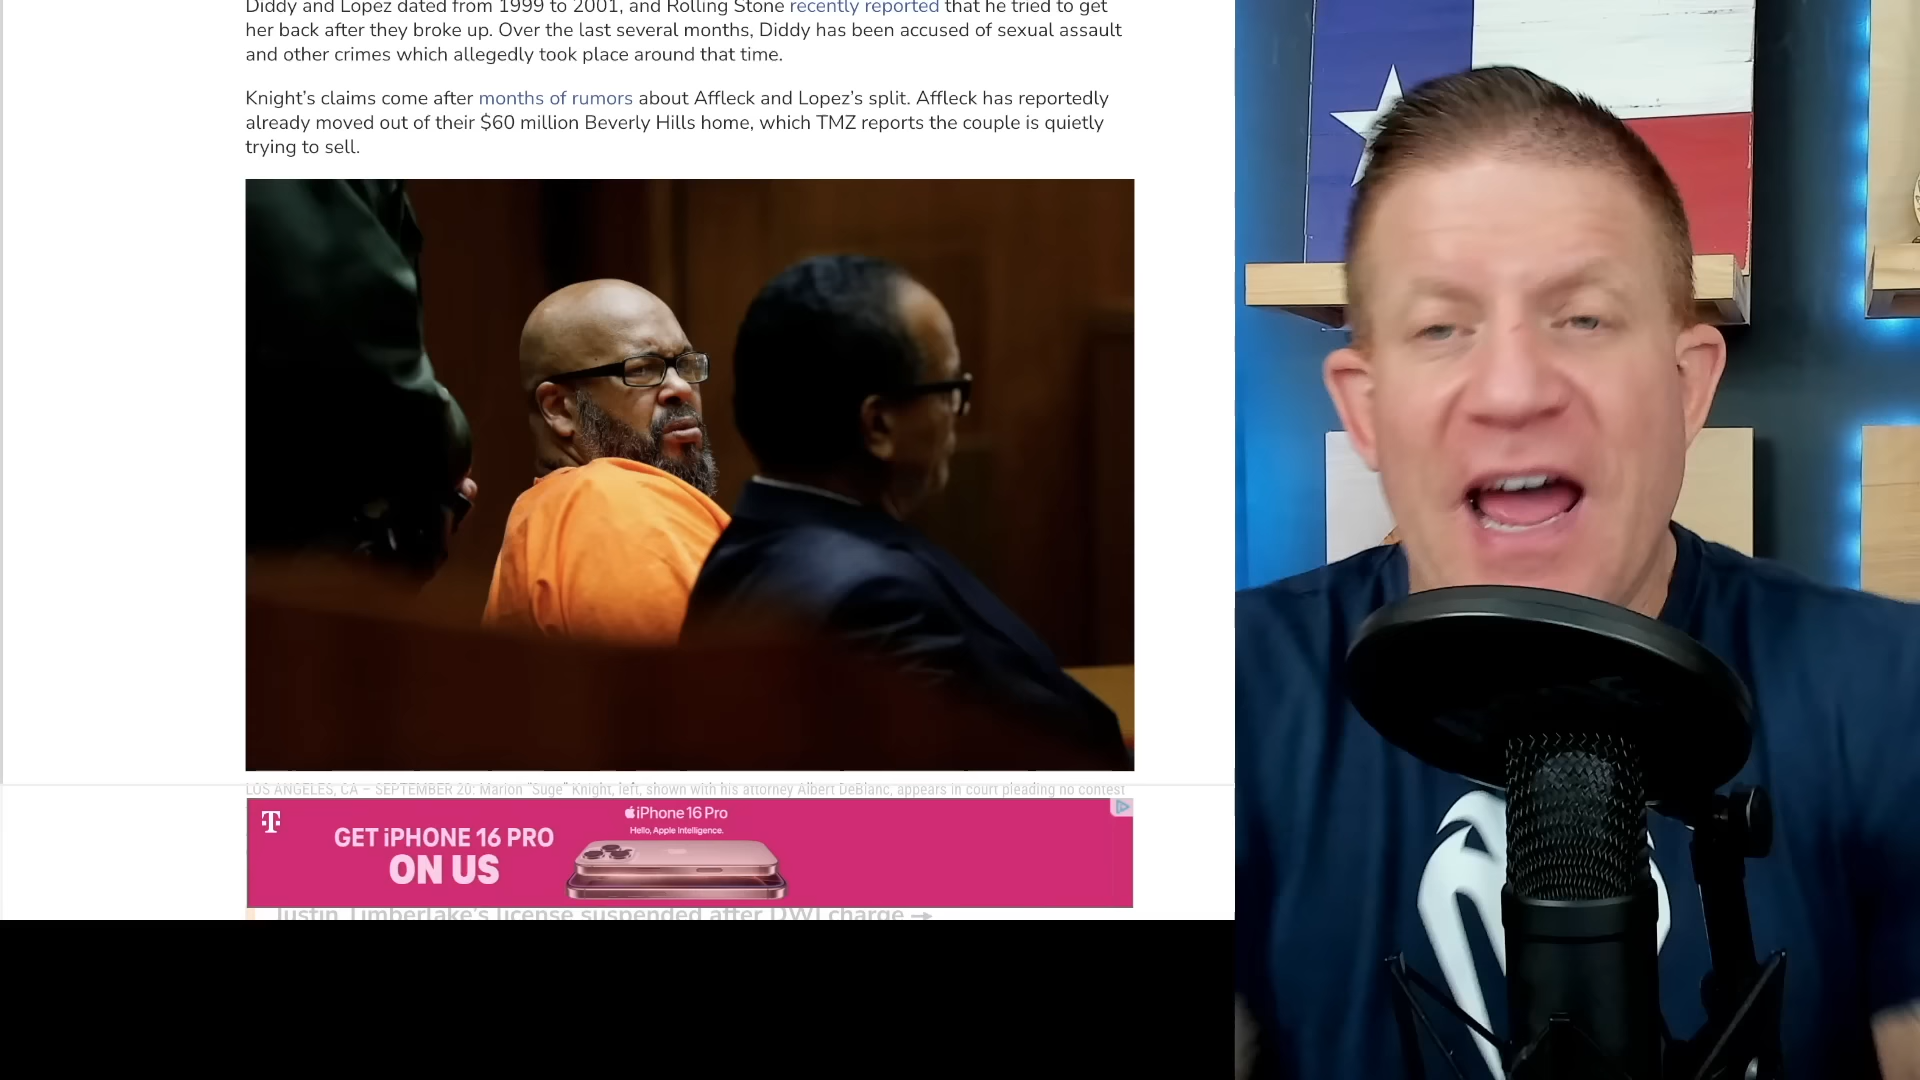 Diddy and Lopez dated from 1999 to 2001, and Rolling Stone recently reported that he tried to get
her back after they broke up. Over the last several months, Diddy has been accused of sexual assault
and other crimes which allegedly took place around that time.
Knight's claims come after months of rumors about Affleck and Lopez's split. Affleck has reportedly
already moved out of their $60 million Beverly Hills home, which TMZ reports the couple is quietly
trying to sell.
LOS ANGELES, CA – SEPTEMBER 20: Marion "Suge" Knight, left, shown with his attorney Albert DeBlanc, appears in court pleading no contest
T
iPhone 16 Pro
Hello, Apple Intelligence.
GET iPHONE 16 PRO
ON US
Justin Timberlake's license suspended after DWI charge →